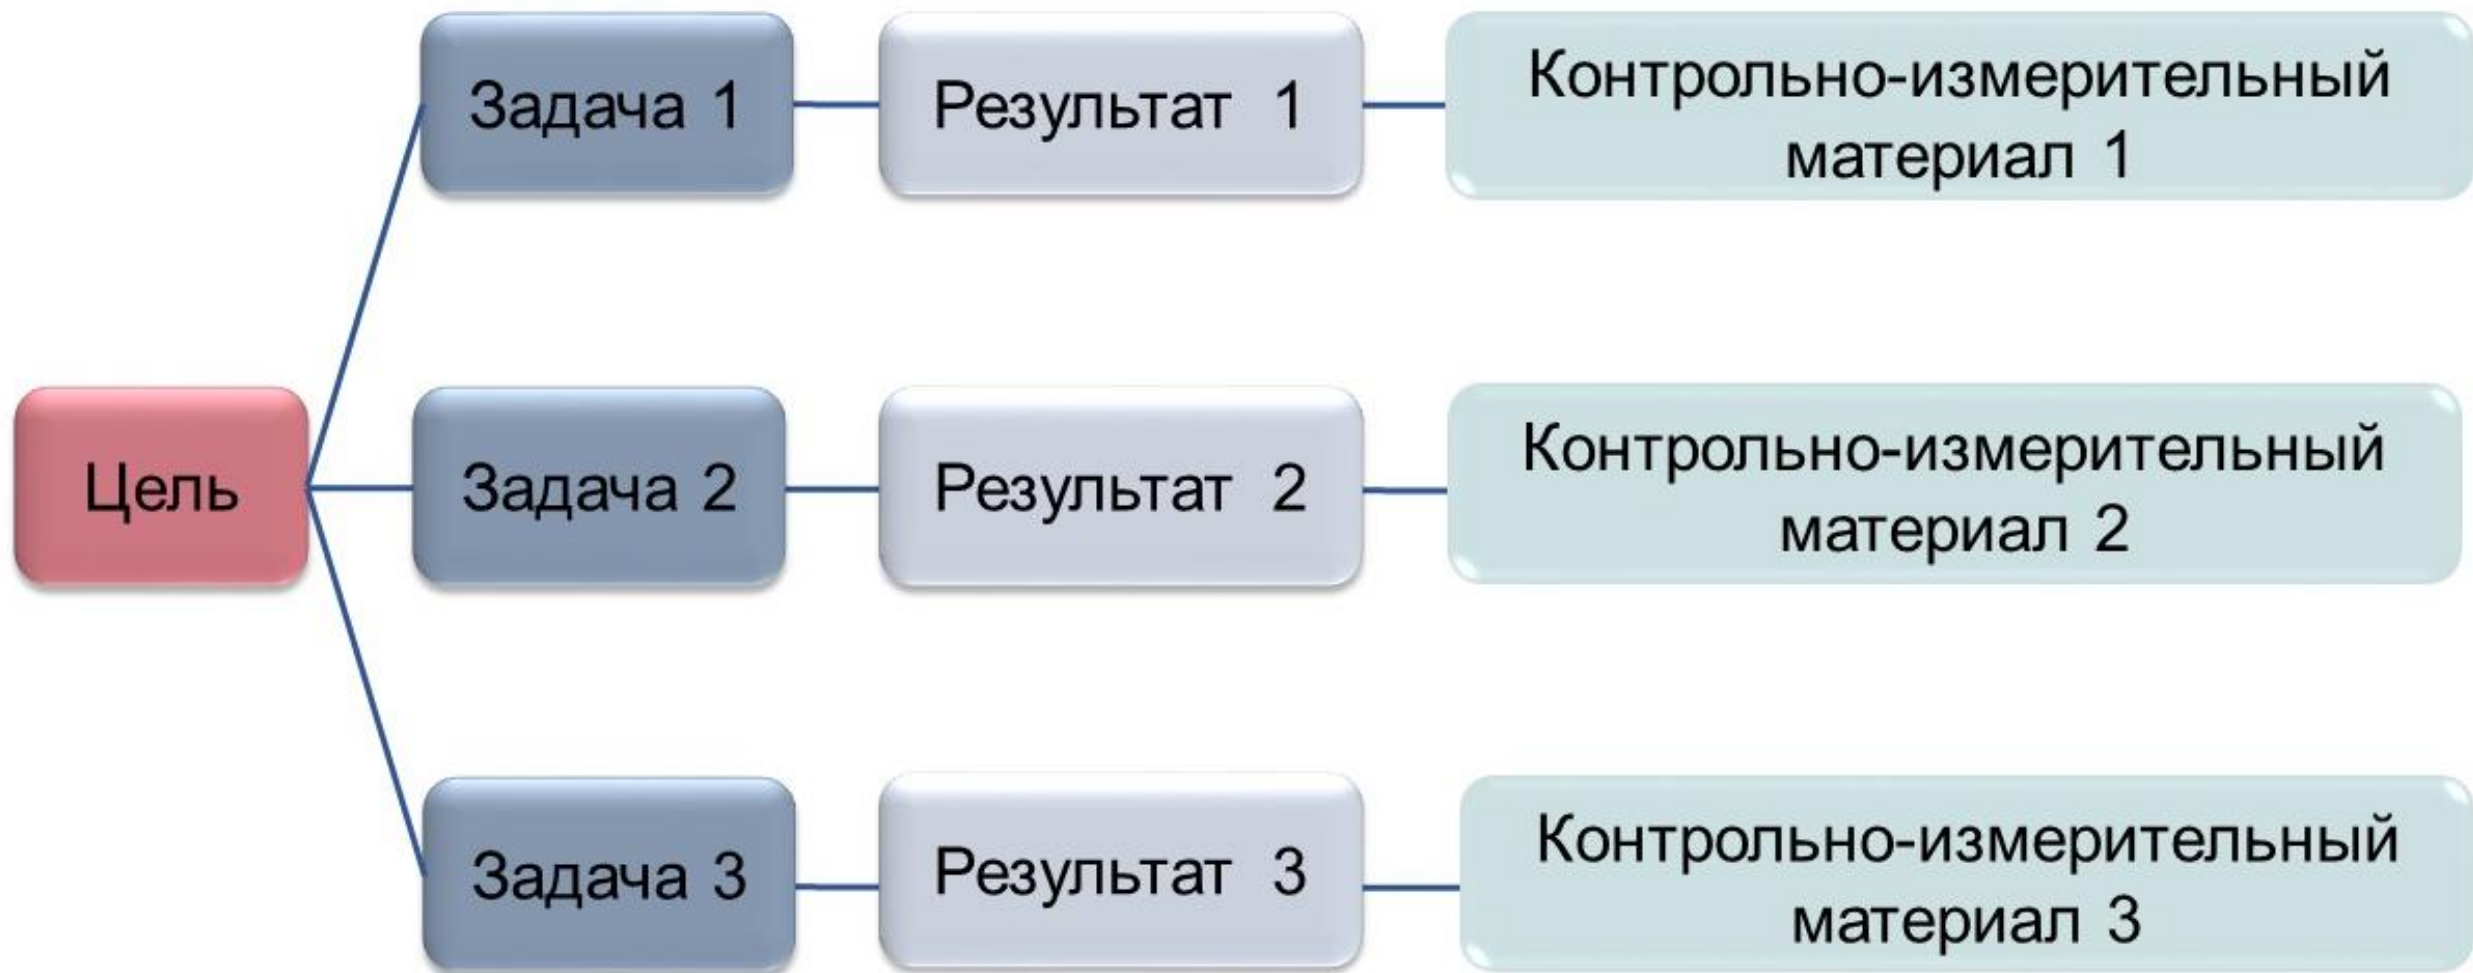 Задача 1
Результат 1
Контрольно-измерительный
материал 1
Цель
Задача 2
Результат 2
Контрольно-измерительный
материал 2
Задача 3
Результат 3
Контрольно-измерительный
материал 3